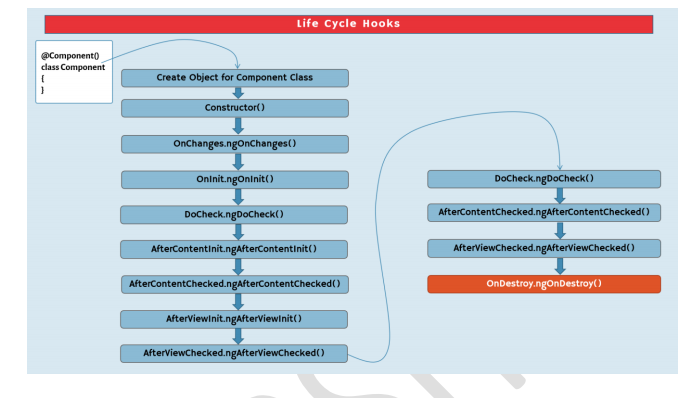 Life Cycle Hooks
@Component()
class Component
{
}
Create Object for Component Class
Constructor()
OnChanges.ngOnChanges()
OnInit.ngOnInit()
DoCheck.ngDoCheck()
AfterContentInit.ngAfterContentInit()
AfterContentChecked.ngAfterContentChecked()
AfterViewInit.ngAfterViewInit()
AfterViewChecked.ngAfterViewChecked()
DoCheck.ngDoCheck()
AfterContentChecked.ngAfterContentChecked()
AfterViewChecked.ngAfterViewChecked()
OnDestroy.ngOnDestroy()